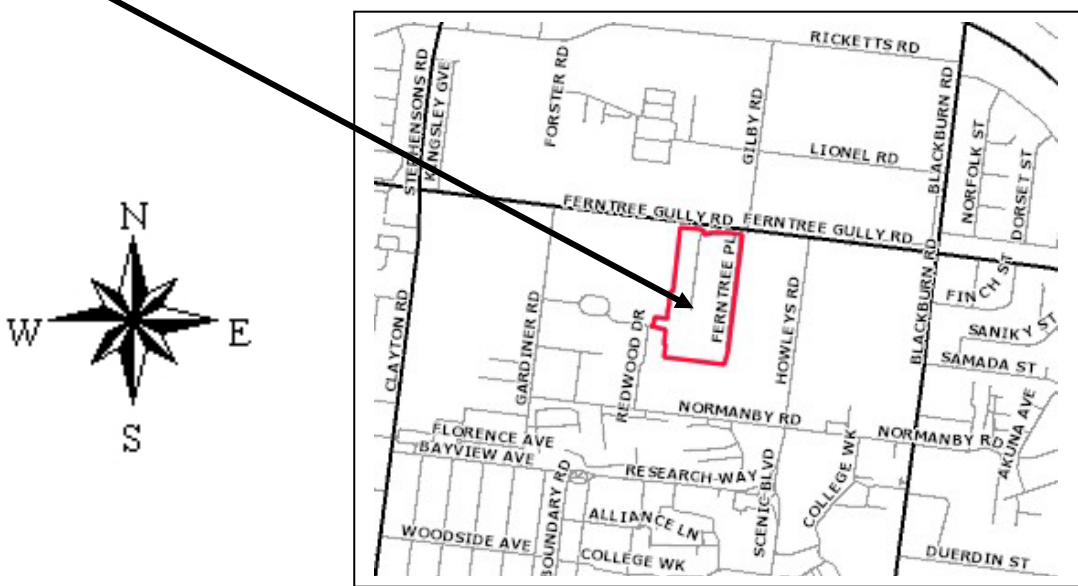 RICKETTS RD
STEPHENSONS RD
KINGSLEY GVE
FORSTER RD
GILBY RD
LIONEL RD
BLACKBURN RD
NORFOLK ST
DORSET ST
FERNTREE GULLY RD
FERNTREE GULLY RD
N
W
E
S
CLAYTON RD
GARDINER RD
REDWOOD DR
FERNTREE PL
HOWLEYS RD
BLACKBURN RD
FINCH ST
SANIKY ST
SAMADA ST
NORMANBY RD
NORMANBY RD
AKUNA AVE
FLORENCE AVE
BAYVIEW AVE
BOUNDARY RD
RESEARCH WAY
SCENIC BLVD
COLLEGE WK
ALLIANCE LN
WOODSIDE AVE
COLLEGE WK
DUERDIN ST